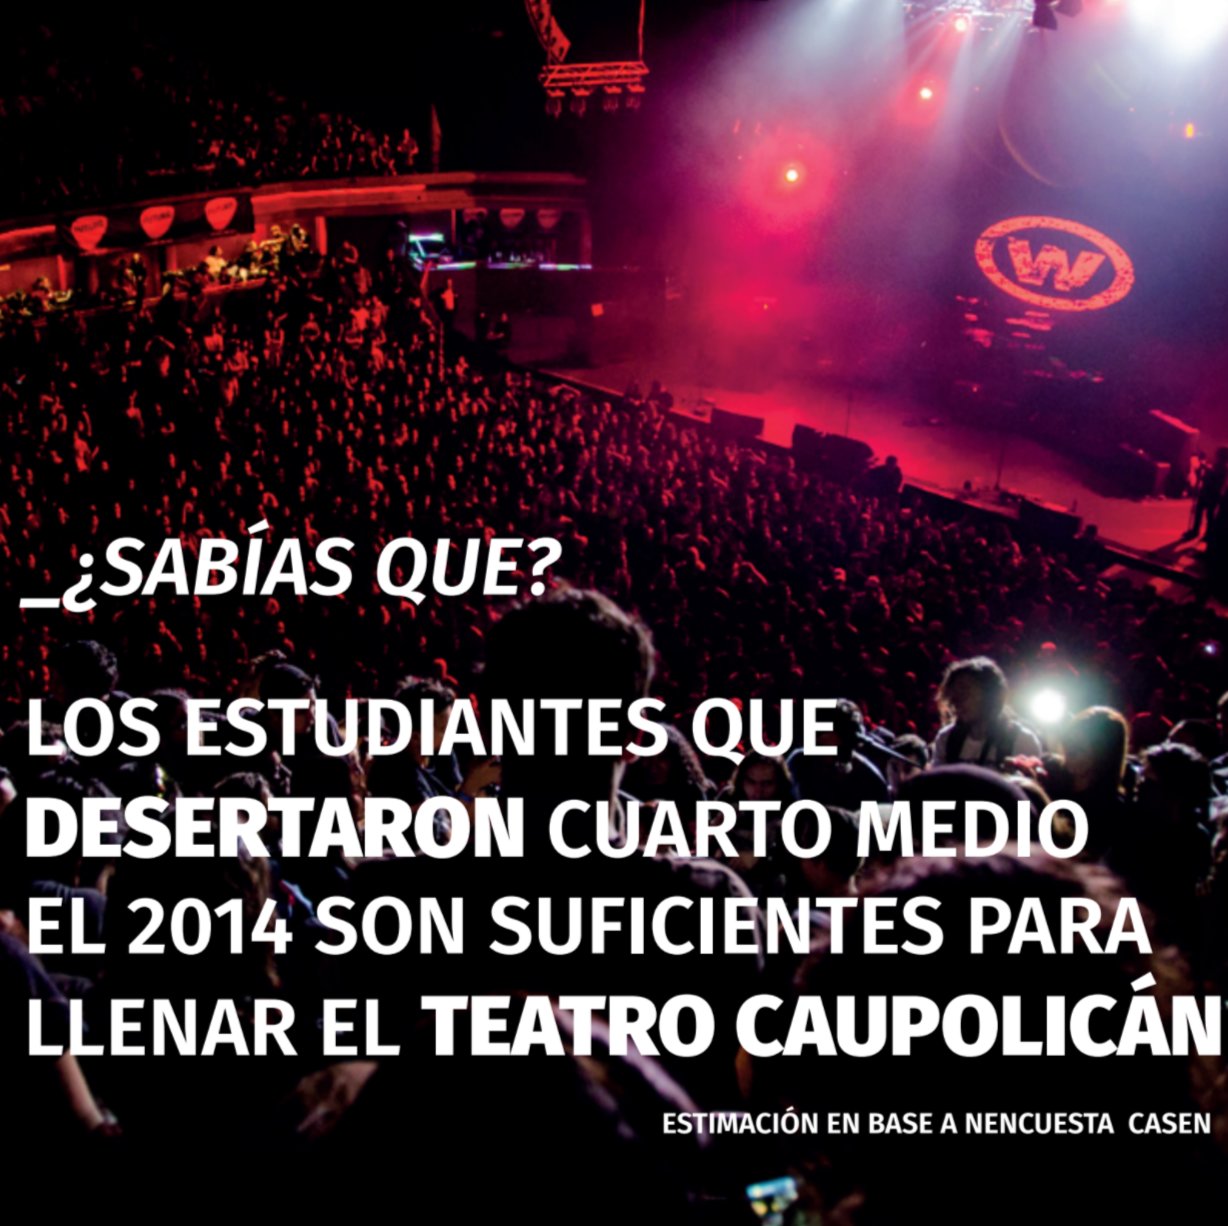 W
_¿SABÍAS QUE?
LOS ESTUDIANTES QUE
DESERTARON CUARTO MEDIO
EL 2014 SON SUFICIENTES PARA
LLENAR EL TEATRO CAUPOLICÁN
ESTIMACIÓN EN BASE A NENCUESTA CASEN